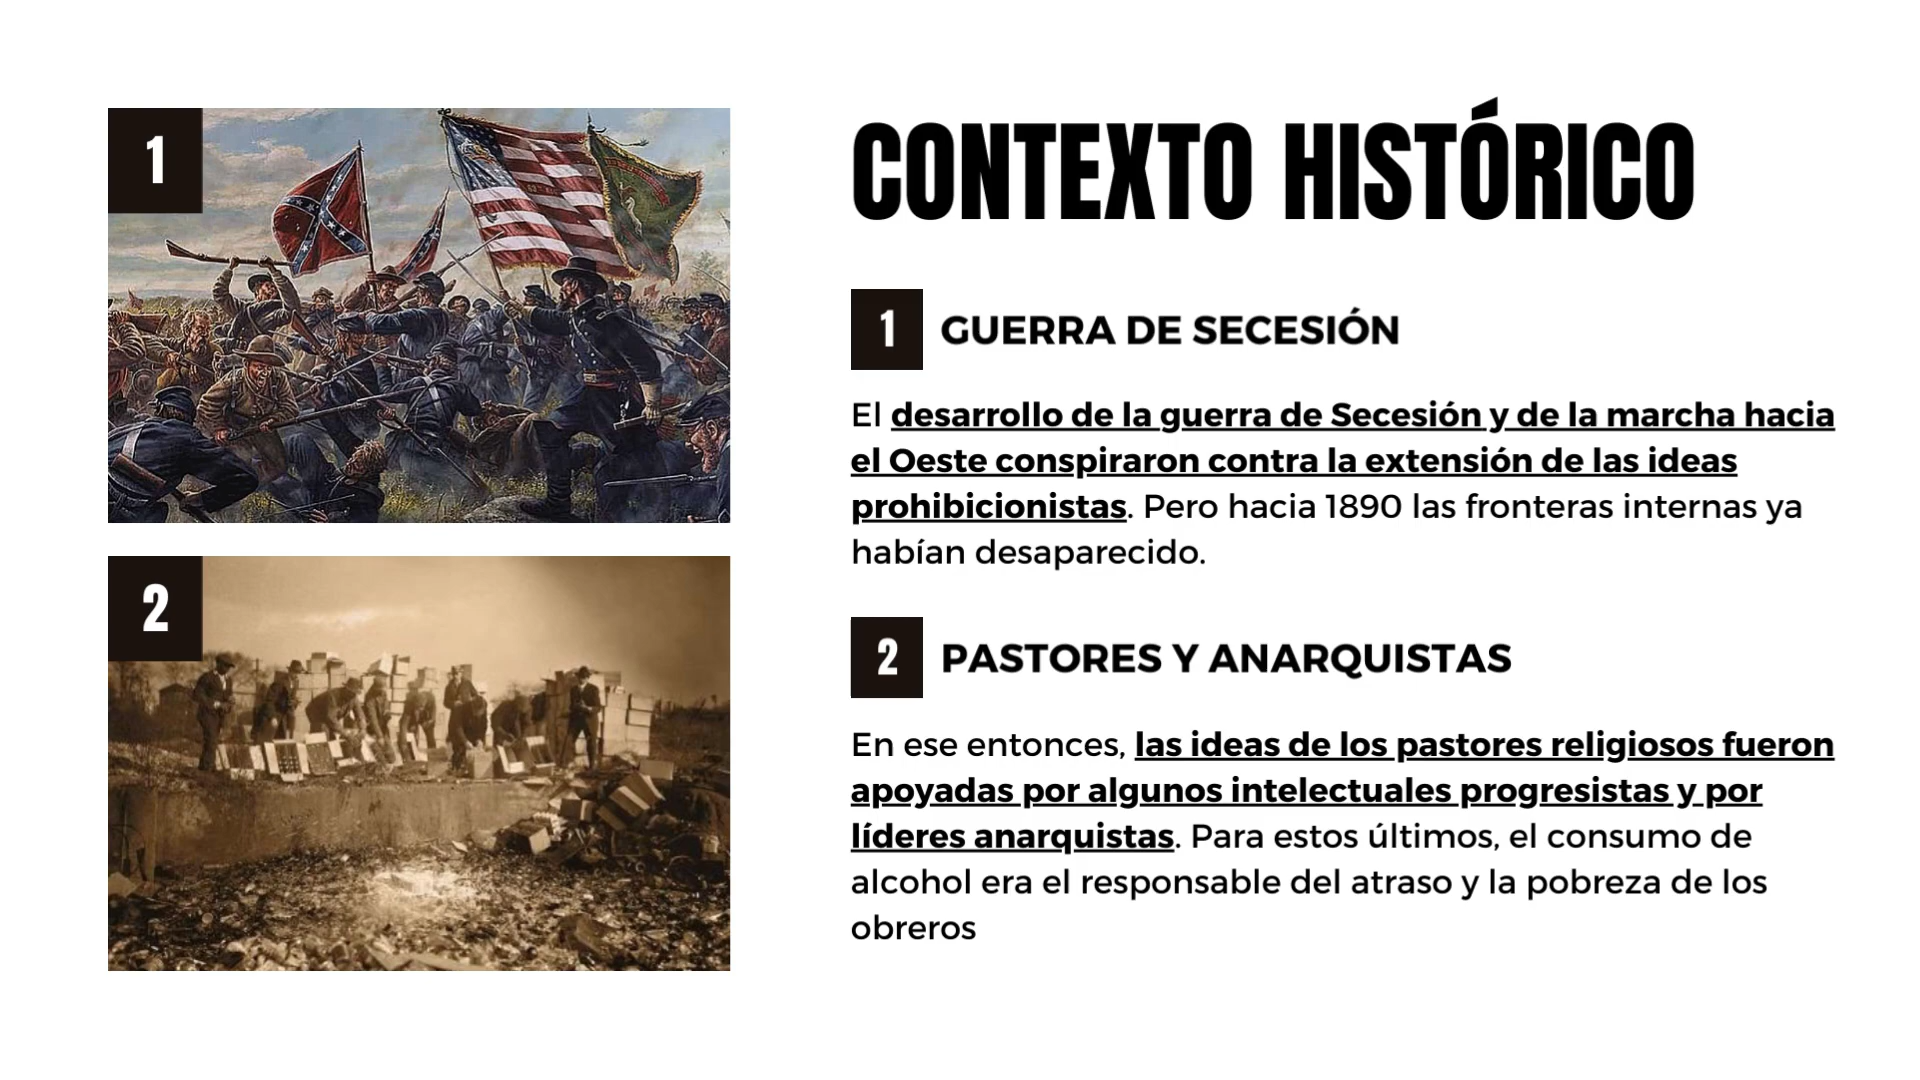 1
2
CONTEXTO HISTÓRICO
1 GUERRA DE SECESIÓN
El desarrollo de la guerra de Secesión y de la marcha hacia
el Oeste conspiraron contra la extensión de las ideas
prohibicionistas. Pero hacia 1890 las fronteras internas ya
habían desaparecido.
2 PASTORES Y ANARQUISTAS
En ese entonces, las ideas de los pastores religiosos fueron
apoyadas por algunos intelectuales progresistas y por
líderes anarquistas. Para estos últimos, el consumo de
alcohol era el responsable del atraso y la pobreza de los
obreros